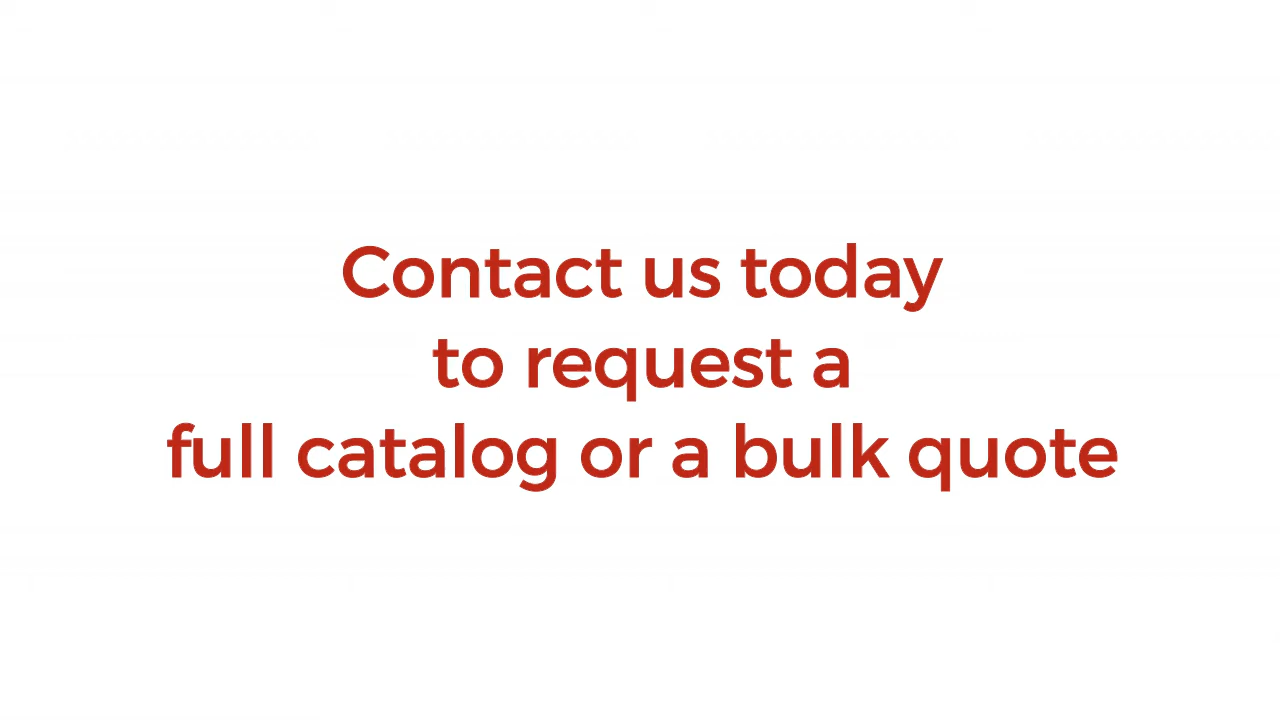 Contact us today
to request a
full catalog or a bulk quote